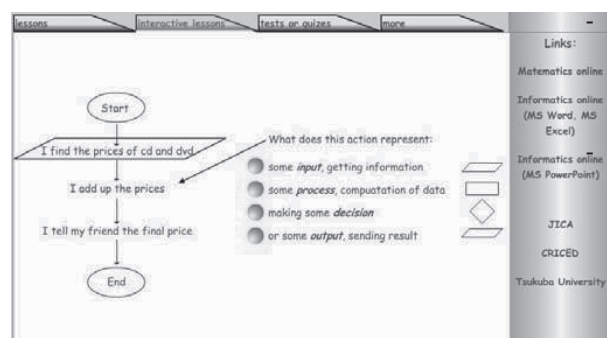 lessons
interactive lessons
tests or quizes
more
Start
I find the prices of cd and dvd
I add up the prices
I tell my friend the final price
End
What does this action represent:
some input, getting information
some process, compuatation of data
making some decision
or some output, sending result
Links:
Matematics online
Informatics online
(MS Word, MS
Excel)
Informatics online
(MS PowerPoint)
JICA
CRICED
Tsukuba University